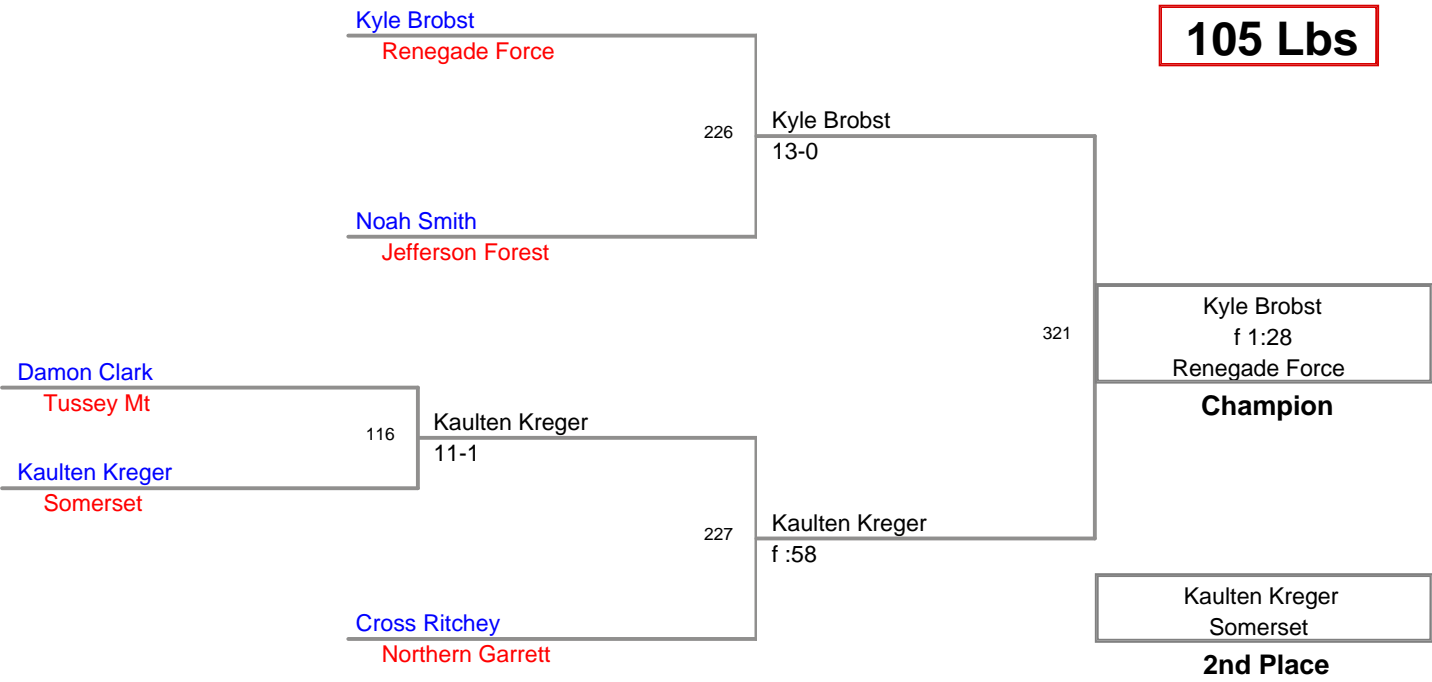 Kyle Brobst
Renegade Force
105 Lbs
226
Kyle Brobst
13-0
Noah Smith
Jefferson Forest
321
Kyle Brobst
f 1:28
Renegade Force
Champion
Damon Clark
Tussey Mt
116
Kaulten Kreger
11-1
Kaulten Kreger
Somerset
227
Kaulten Kreger
f :58
Cross Ritchey
Northern Garrett
Kaulten Kreger
Somerset
2nd Place